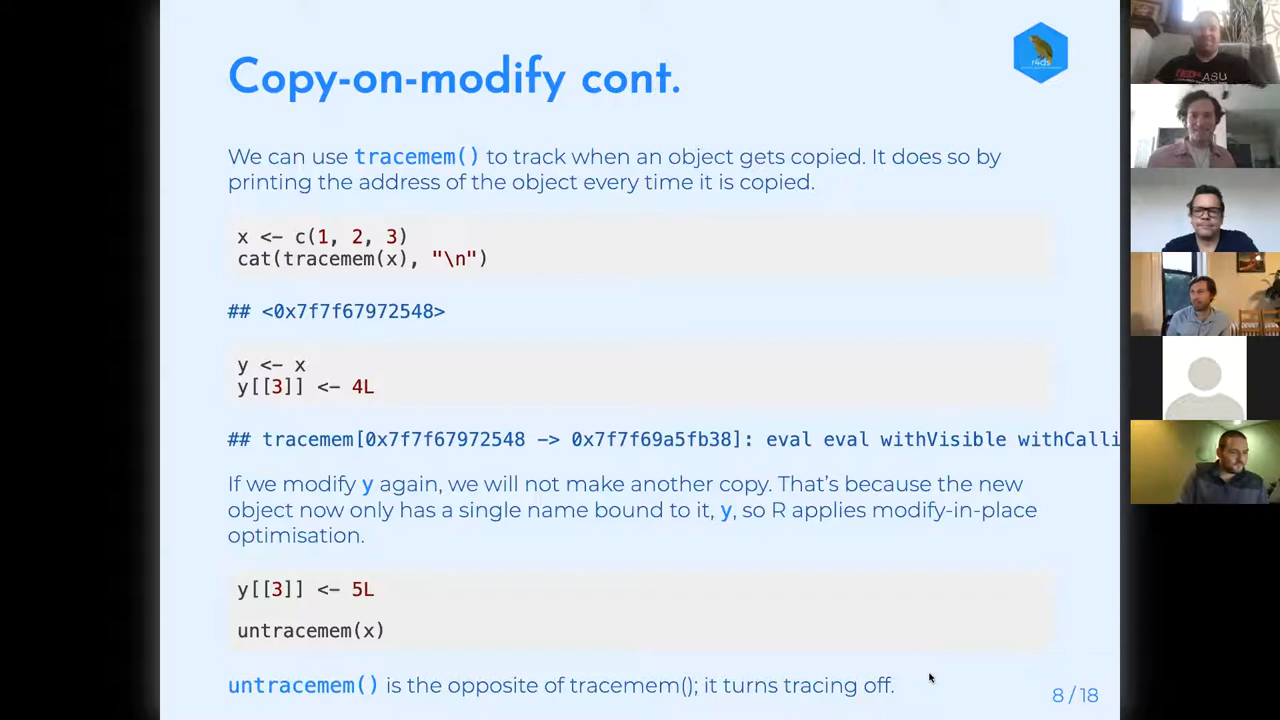 Copy-on-modify cont.
r4ds
We can use tracemem() to track when an object gets copied. It does so by
printing the address of the object every time it is copied.
x <- c(1, 2, 3)
cat(tracemem(x), "\n")
## <0x7f7f67972548>
y <- x
y[[3]] <- 4L
## tracemem[0x7f7f67972548 -> 0x7f7f69a5fb38]: eval eval withVisible withCalli
If we modify y again, we will not make another copy. That’s because the new
object now only has a single name bound to it, y, so R applies modify-in-place
optimisation.
y[[3]] <- 5L
untracemem(x)
untracemem() is the opposite of tracemem(); it turns tracing off.
8 / 18
ASU